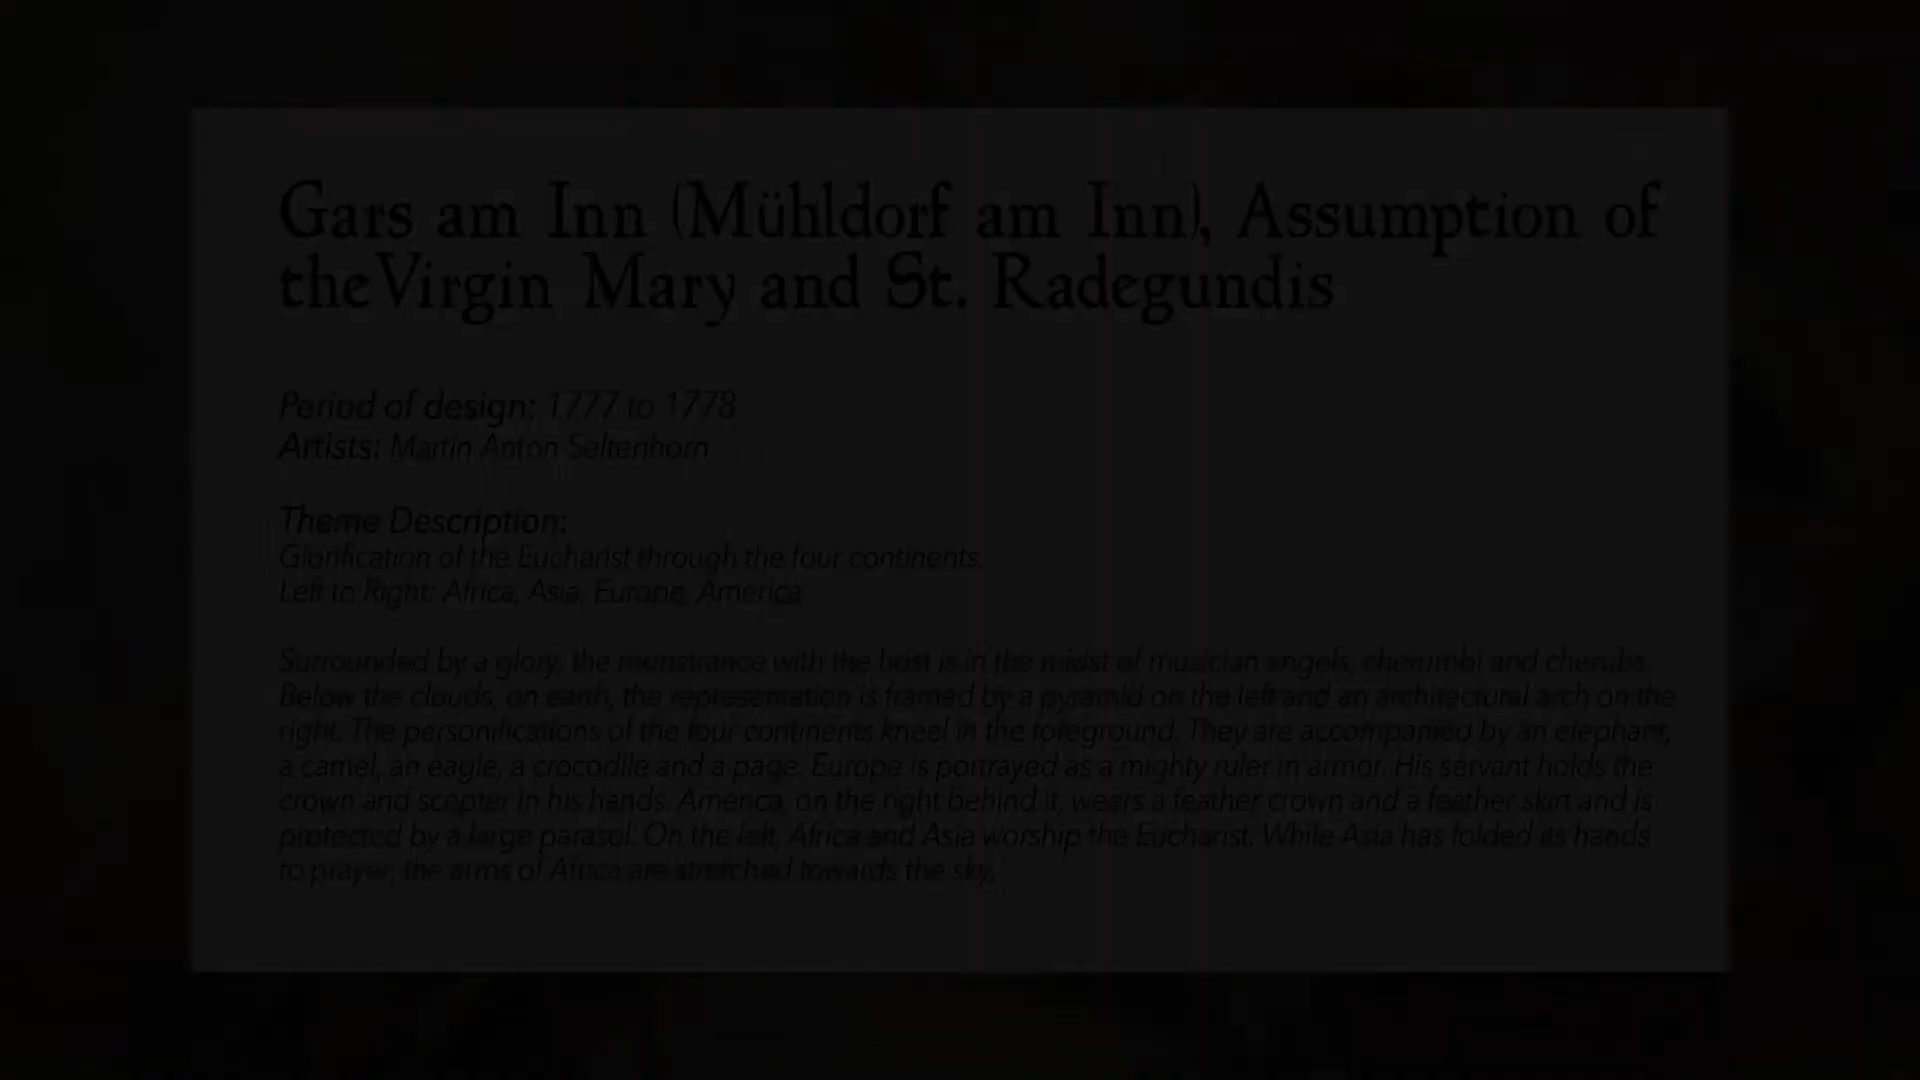 Gars am Inn (Mühldorf am Inn), Assumption of
the Virgin Mary and St. Radegundis
Period of design: 1777 to 1778
Artists: Martin Anton Seltenhorn
Theme Description:
Glorification of the Eucharist through the four continents.
Left to Right: Africa, Asia, Europe, America
Surrounded by a glory, the monstrance with the host is in the midst of musician angels, cherumbi and cherubs.
Below the clouds, on earth, the representation is framed by a pyramid on the left and an architectural arch on the
right. The personifications of the four continents kneel in the foreground. They are accompanied by an elephant,
a camel, an eagle, a crocodile and a page. Europe is portrayed as a mighty ruler in armor. His servant holds the
crown and scepter in his hands. America, on the right behind it, wears a feather crown and a feather skirt and is
protected by a large parasol. On the left, Africa and Asia worship the Eucharist. While Asia has folded its hands
to prayer, the arms of Africa are stretched towards the sky.